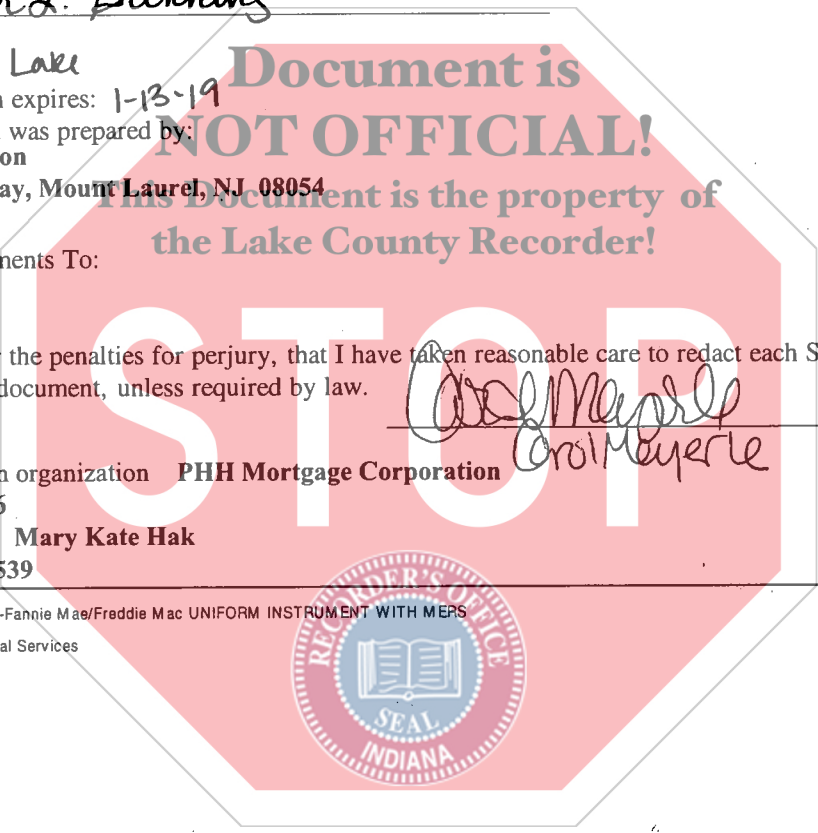 Lake
expires: 1-13-19
was prepared by:
on
ay, Mount Laurel, NJ 08054
ments To:
the penalties for perjury, that I have taken reasonable care to redact each S
document, unless required by law.
Carol Meyerle
Carol Meyerle
organization PHH Mortgage Corporation
Mary Kate Hak
539
-Fannie Mae/Freddie Mac UNIFORM INSTRUMENT WITH MERS
al Services
Document is
NOT OFFICIAL!
This Document is the property of
the Lake County Recorder!
STOP
RECORDER'S OFFICE
SEAL
INDIANA